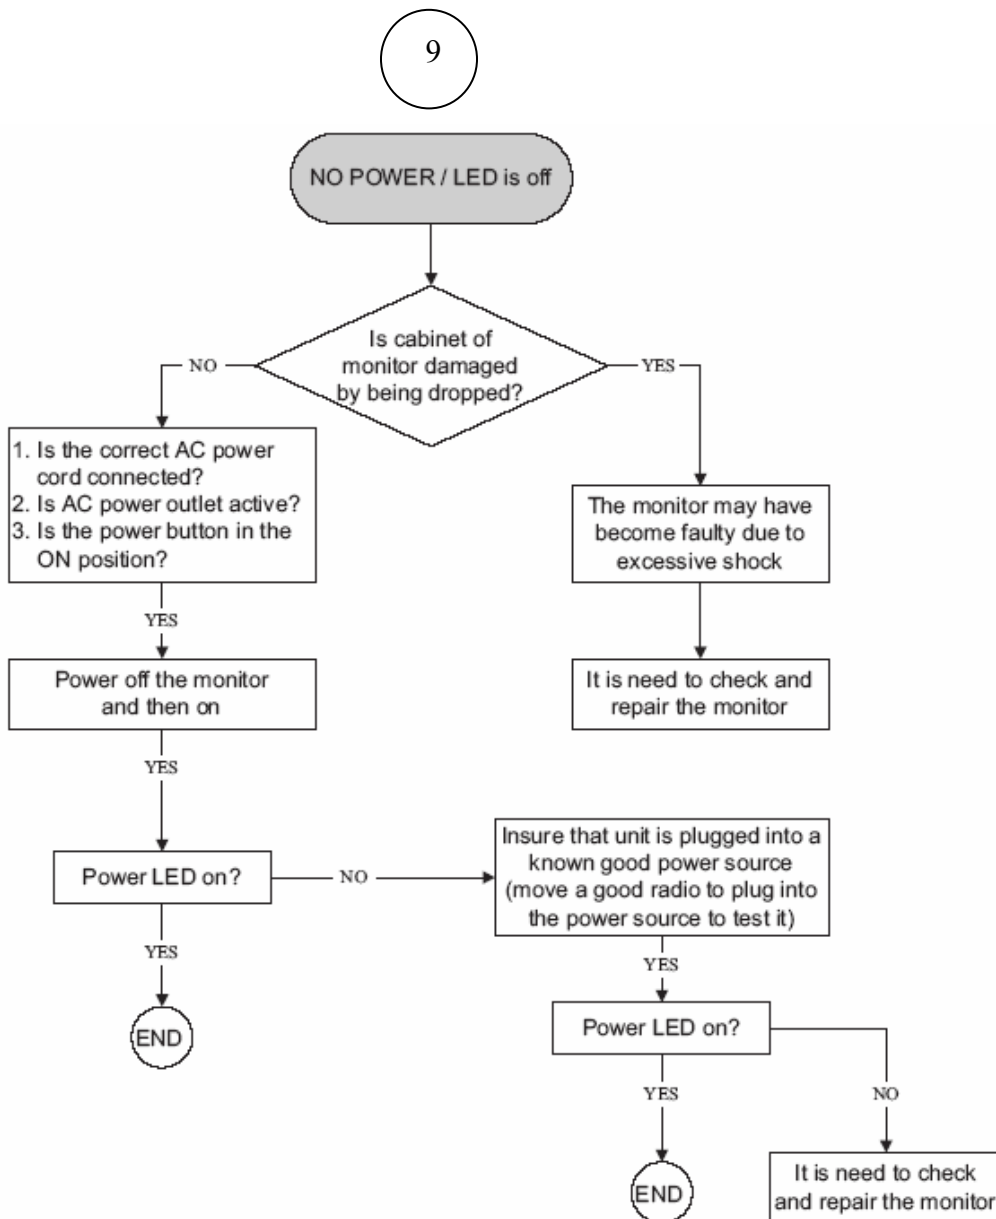 9
NO POWER / LED is off
Is cabinet of
monitor damaged
by being dropped?
NO
YES
1. Is the correct AC power
cord connected?
2. Is AC power outlet active?
3. Is the power button in the
ON position?
The monitor may have
become faulty due to
excessive shock
YES
Power off the monitor
and then on
It is need to check and
repair the monitor
YES
Power LED on?
NO
Insure that unit is plugged into a
known good power source
(move a good radio to plug into
the power source to test it)
YES
END
YES
Power LED on?
YES
END
NO
It is need to check
and repair the monitor